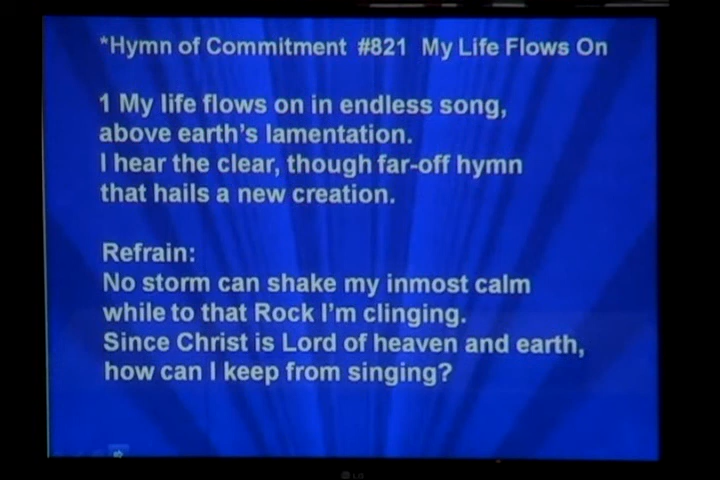 *Hymn of Commitment #821 My Life Flows On
1 My life flows on in endless song,
above earth's lamentation.
I hear the clear, though far-off hymn
that hails a new creation.
Refrain:
No storm can shake my inmost calm
while to that Rock I'm clinging.
Since Christ is Lord of heaven and earth,
how can I keep from singing?